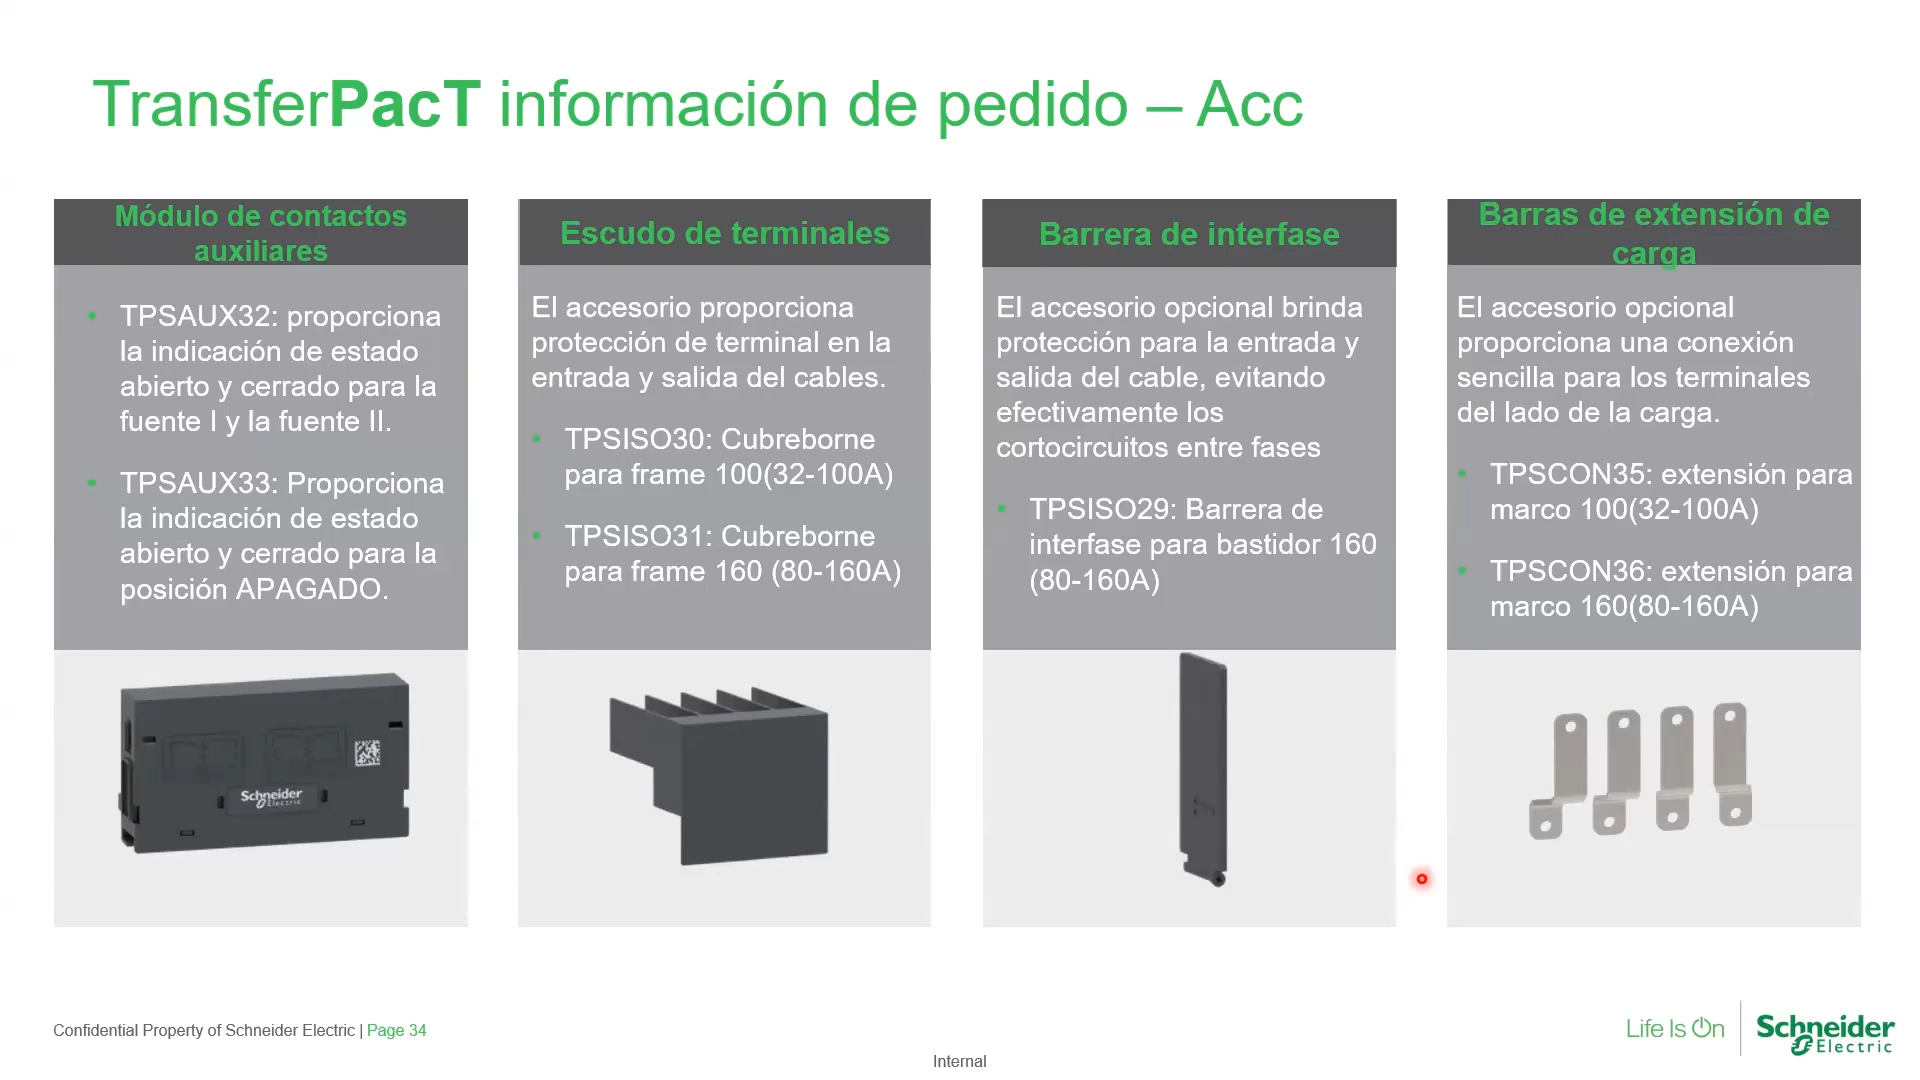 TransferPacT información de pedido – Acc
Módulo de contactos
auxiliares
TPSAUX32: proporciona
la indicación de estado
abierto y cerrado para la
fuente I y la fuente II.
TPSAUX33: Proporciona
la indicación de estado
abierto y cerrado para la
posición APAGADO.
Schneider
Electric
Escudo de terminales
El accesorio proporciona
protección de terminal en la
entrada y salida del cables.
TPSISO30: Cubreborne
para frame 100(32-100A)
TPSISO31: Cubreborne
para frame 160 (80-160A)
Barrera de interfase
El accesorio opcional brinda
protección para la entrada y
salida del cable, evitando
efectivamente los
cortocircuitos entre fases
TPSISO29: Barrera de
interfase para bastidor 160
(80-160A)
Barras de extensión de
carga
El accesorio opcional
proporciona una conexión
sencilla para los terminales
del lado de la carga.
TPSCON35: extensión para
marco 100(32-100A)
TPSCON36: extensión para
marco 160(80-160A)
Confidential Property of Schneider Electric | Page 34
Internal
Life Is On
Schneider
Electric